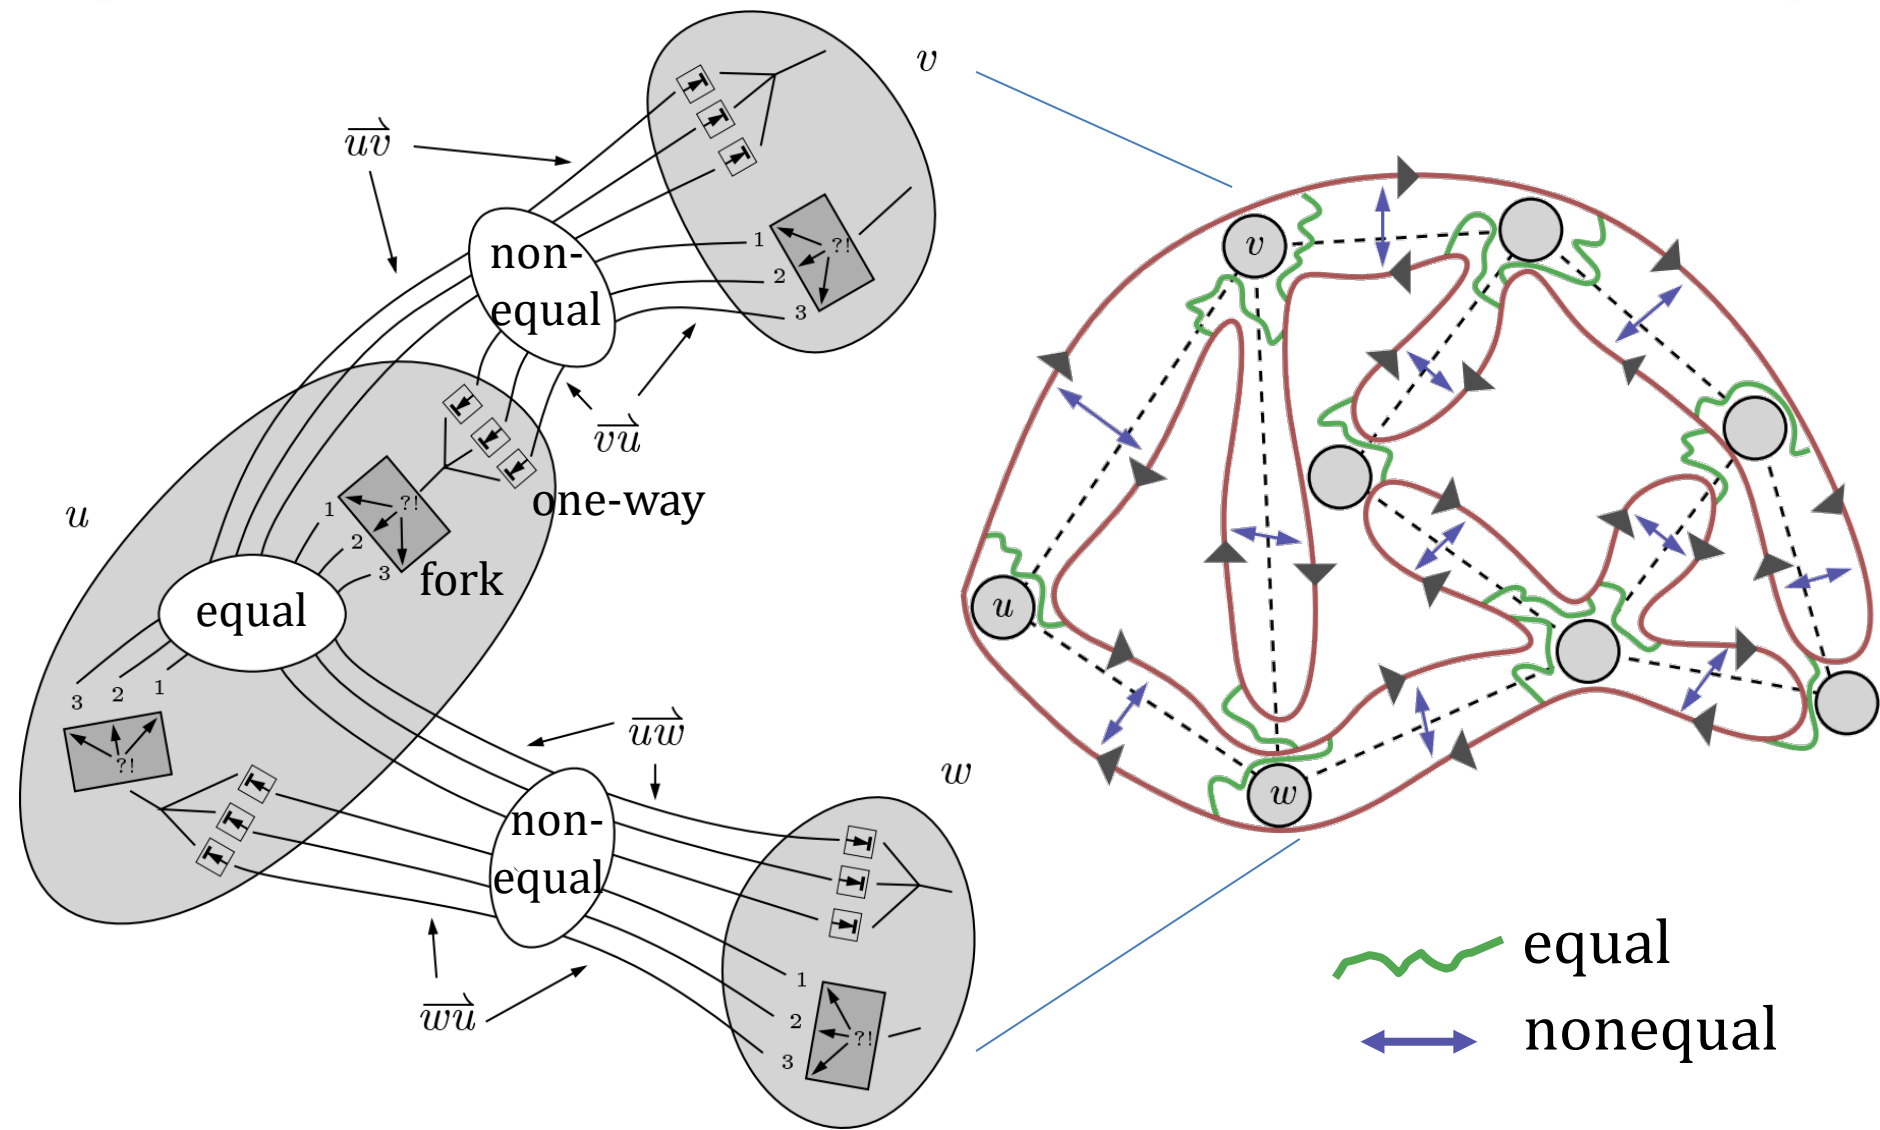 v
uv
non-
equal
1
?!
2
3
vu
one-way
u
1
?!
2
3
fork
equal
3
2
1
?!
uw
w
non-
equal
wu
1
2
?!
3
v
u
w
equal
nonequal